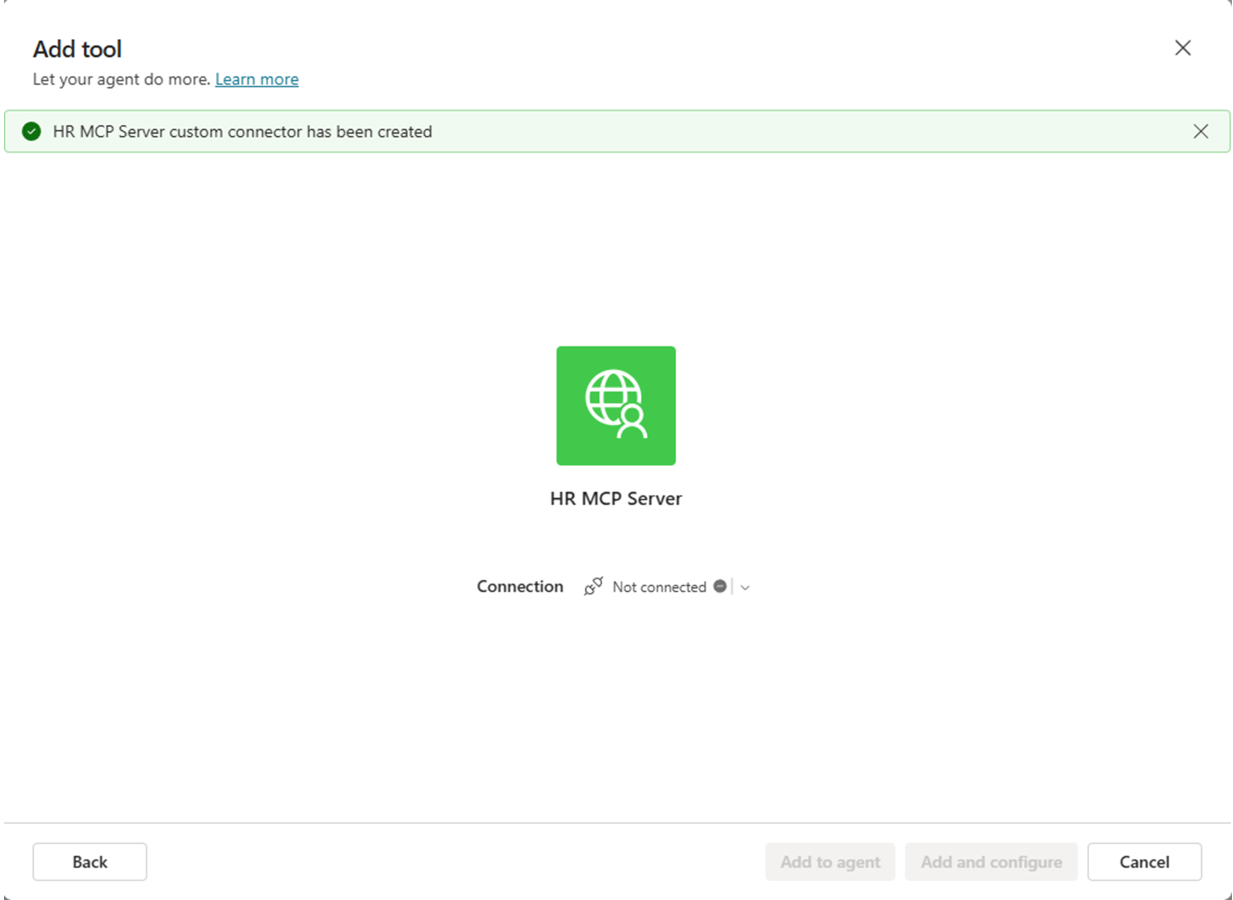 Add tool
Let your agent do more. Learn more
HR MCP Server custom connector has been created
HR MCP Server
Connection Not connected
Back Add to agent Add and configure Cancel